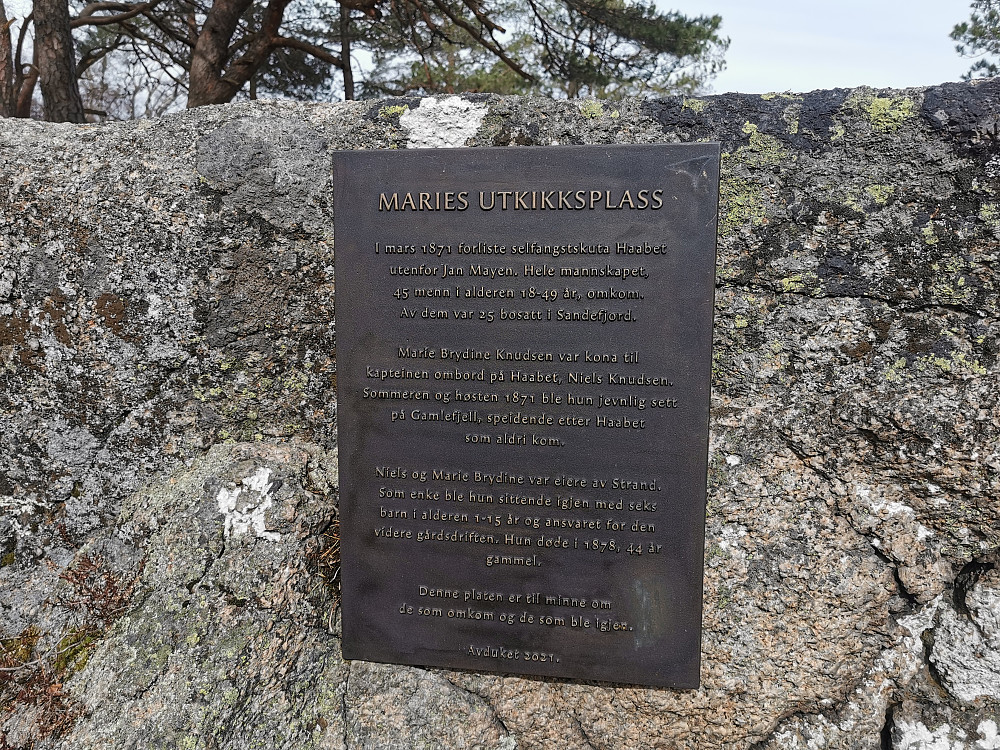 MARIES UTKIKKSPLASS
I mars 1871 forliste selfangstskuta Haabet
utenfor Jan Mayen. Hele mannskapet,
45 menn i alderen 18-49 år, omkom.
Av dem var 25 bosatt i Sandefjord.
Marie Brydine Knudsen var kona til
kapteinen ombord på Haabet, Niels Knudsen.
Sommeren og høsten 1871 ble hun jevnlig sett
på Gamlefjell, speidende etter Haabet
som aldri kom.
Niels og Marie Brydine var eiere av Strand.
Som enke ble hun sittende igjen med seks
barn i alderen 1-15 år og ansvaret for den
videre gårdsdriften. Hun døde i 1878, 44 år
gammel.
Denne platen er til minne om
de som omkom og de som ble igjen.
Avduket 2021.